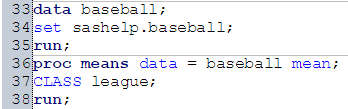 33 data baseball;
34 set sashelp.baseball;
35 run;
36 proc means data = baseball mean;
37 CLASS league;
38 run;